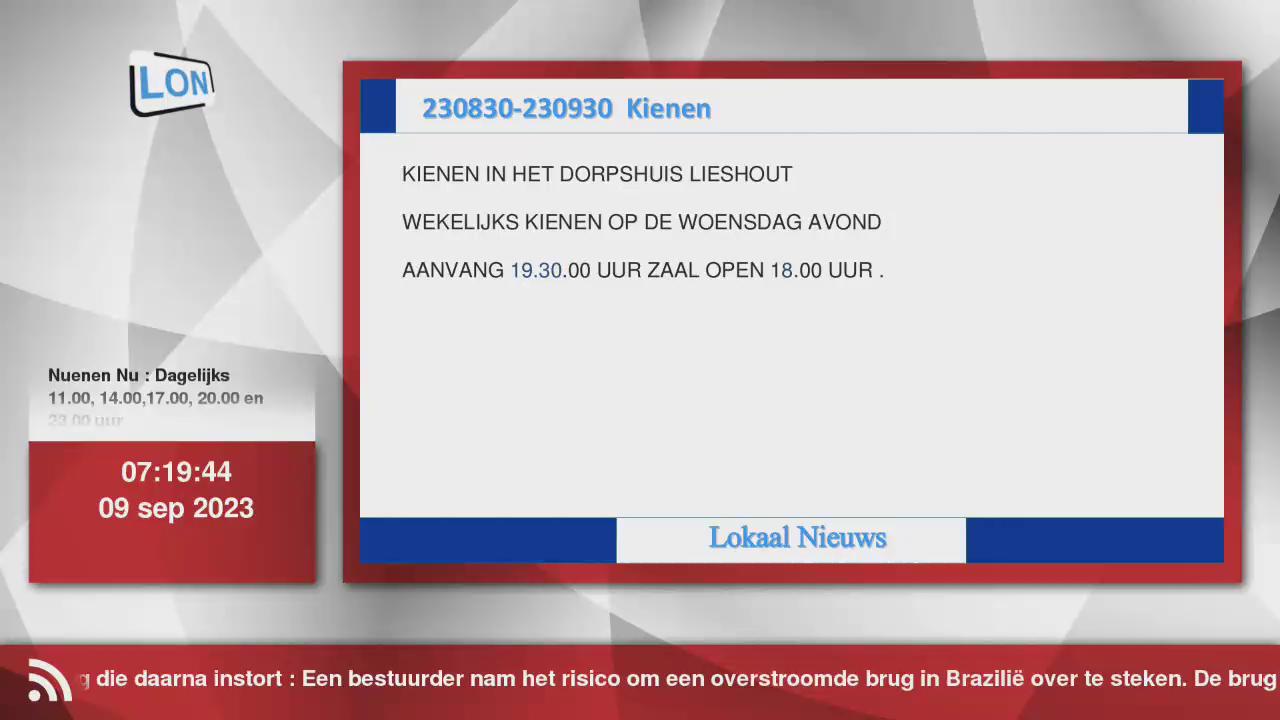 LON
230830-230930 Kienen
KIENEN IN HET DORPSHUIS LIESHOUT
WEKELIJKS KIENEN OP DE WOENSDAG AVOND
AANVANG 19.30.00 UUR ZAAL OPEN 18.00 UUR .
Nuenen Nu : Dagelijks
11.00, 14.00,17.00, 20.00 en
23.00 uur
07:19:44
09 sep 2023
Lokaal Nieuws
die daarna instort : Een bestuurder nam het risico om een overstroomde brug in Brazilië over te steken. De brug